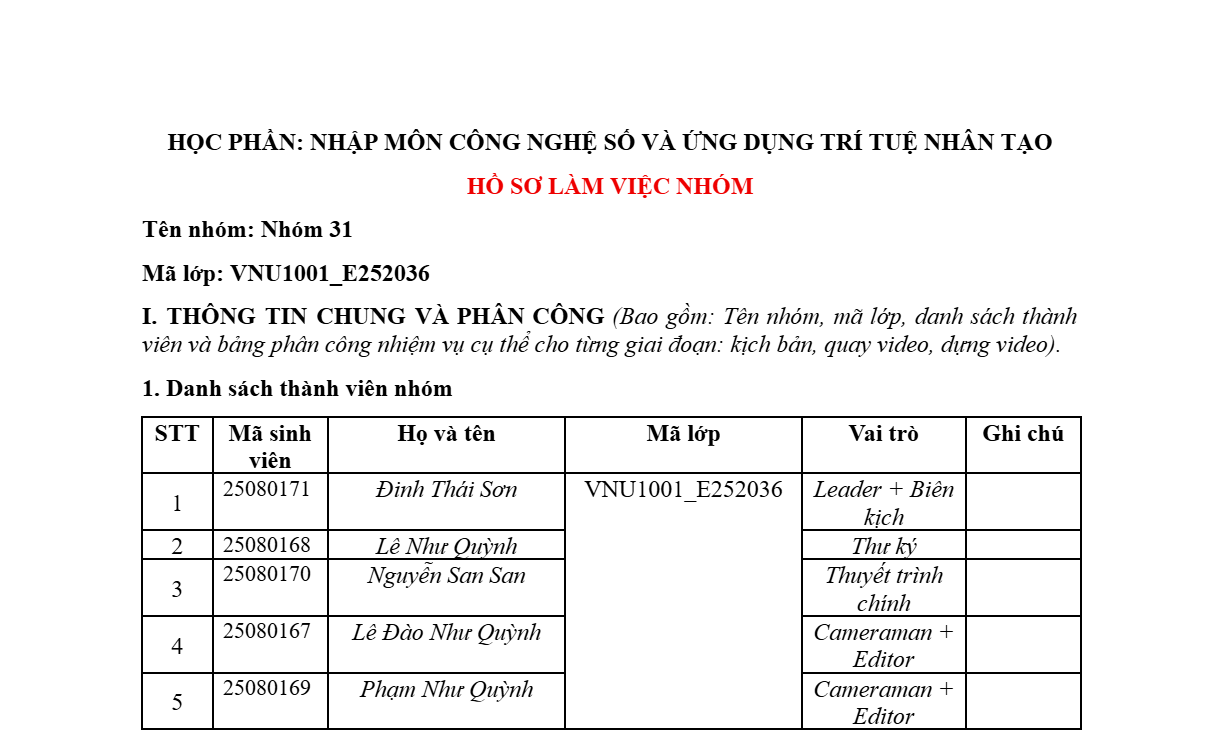 HỌC PHẦN: NHẬP MÔN CÔNG NGHỆ SỐ VÀ ỨNG DỤNG TRÍ TUỆ NHÂN TẠO
HỒ SƠ LÀM VIỆC NHÓM
Tên nhóm: Nhóm 31
Mã lớp: VNU1001_E252036
I. THÔNG TIN CHUNG VÀ PHÂN CÔNG (Bao gồm: Tên nhóm, mã lớp, danh sách thành
viên và bảng phân công nhiệm vụ cụ thể cho từng giai đoạn: kịch bản, quay video, dựng video).
1. Danh sách thành viên nhóm
STT Mã sinh viên Họ và tên Mã lớp Vai trò Ghi chú
1 25080171 Đinh Thái Sơn VNU1001_E252036 Leader + Biên kịch
2 25080168 Lê Như Quỳnh Thư ký
3 25080170 Nguyễn San San Thuyết trình chính
4 25080167 Lê Đào Như Quỳnh Cameraman + Editor
5 25080169 Phạm Như Quỳnh Cameraman + Editor